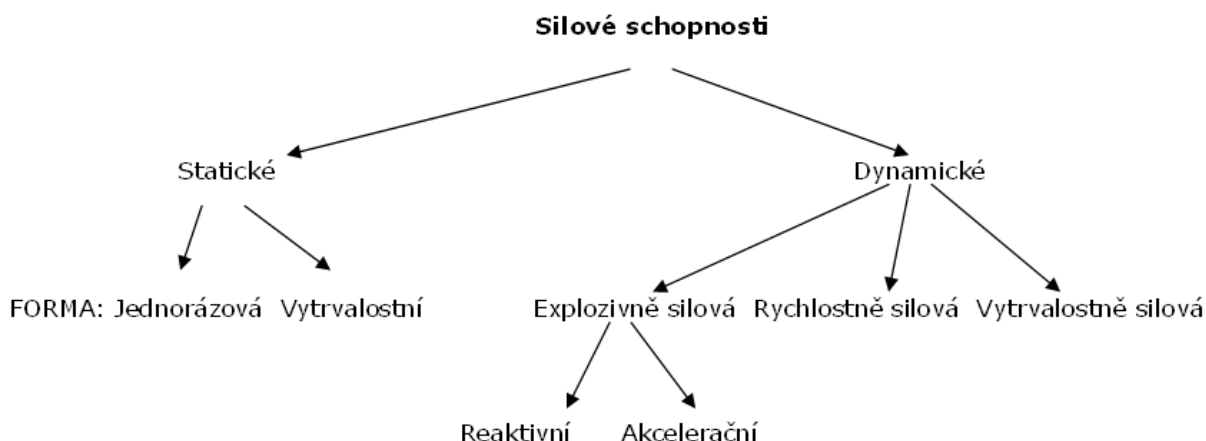 Silové schopnosti
Statické Dynamické
FORMA: Jednorázová Vytrvalostní Explozivně silová Rychlostně silová Vytrvalostně silová
Reaktivní Akcelerační